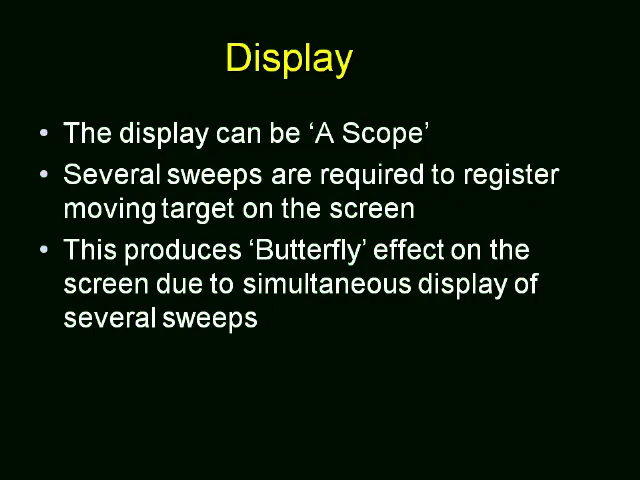 Display
• The display can be ‘A Scope’
• Several sweeps are required to register
moving target on the screen
• This produces ‘Butterfly’ effect on the
screen due to simultaneous display of
several sweeps